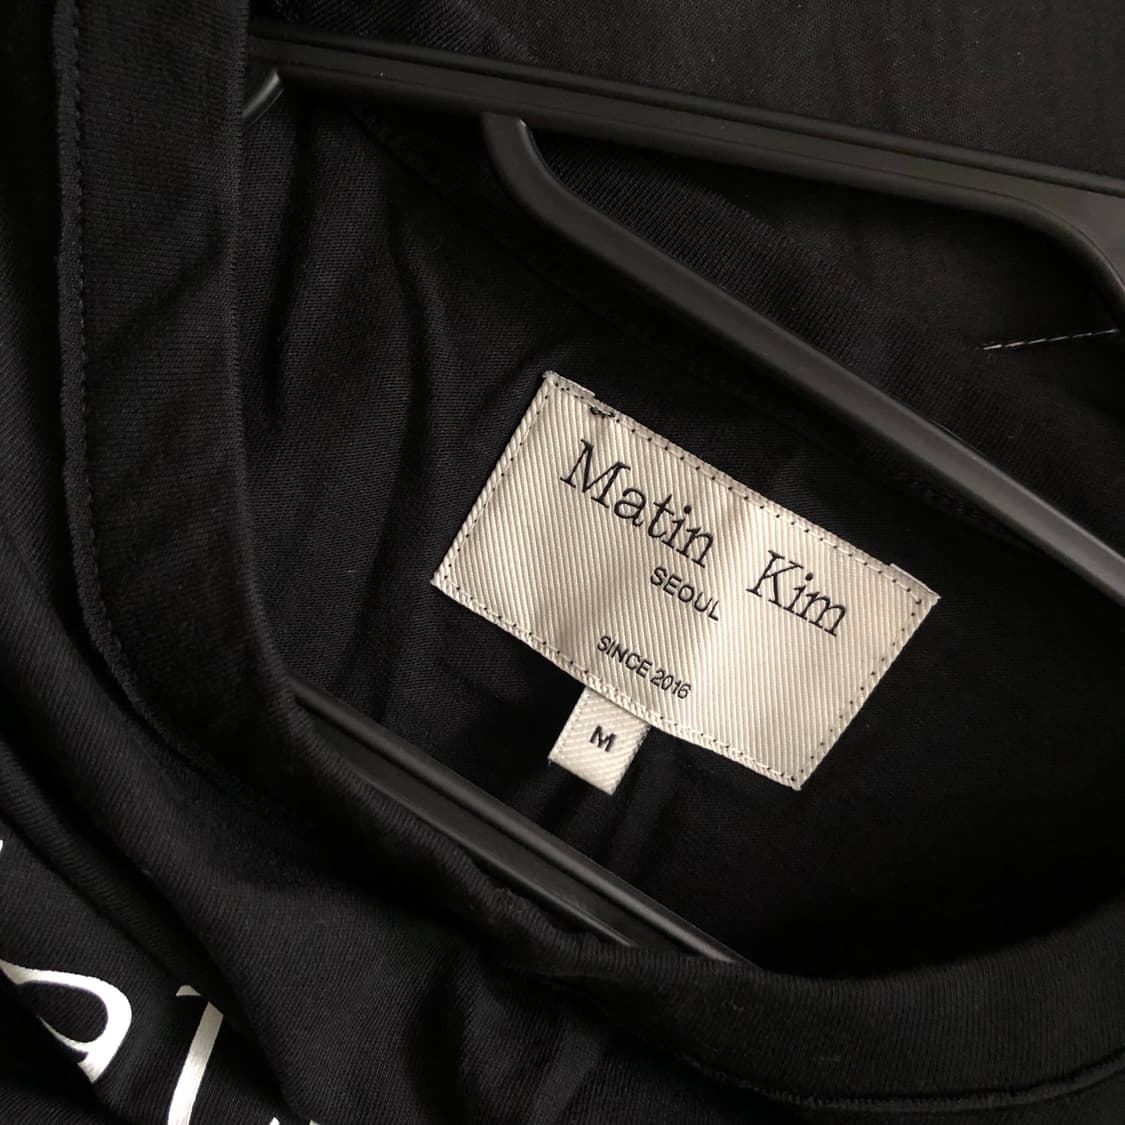 Matin Kim
SEOUL
SINCE 2016
M